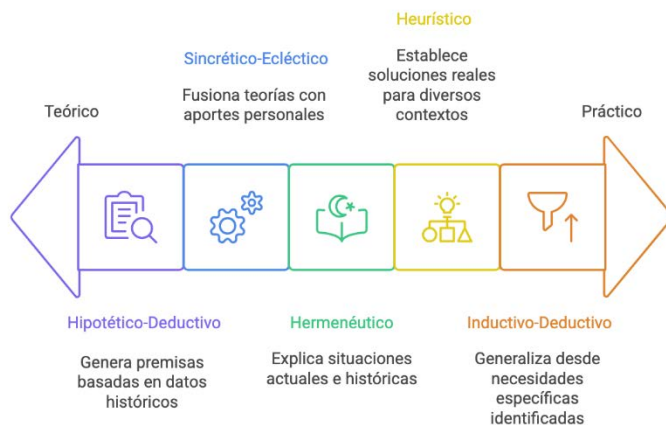 Heurístico
Sincrético-Ecléctico
Establece
soluciones reales
para diversos
contextos
Fusiona teorías con
aportes personales
Teórico
Práctico
Hipotético-Deductivo
Genera premisas
basadas en datos
históricos
Hermenéutico
Explica situaciones
actuales e históricas
Inductivo-Deductivo
Generaliza desde
necesidades
específicas
identificadas